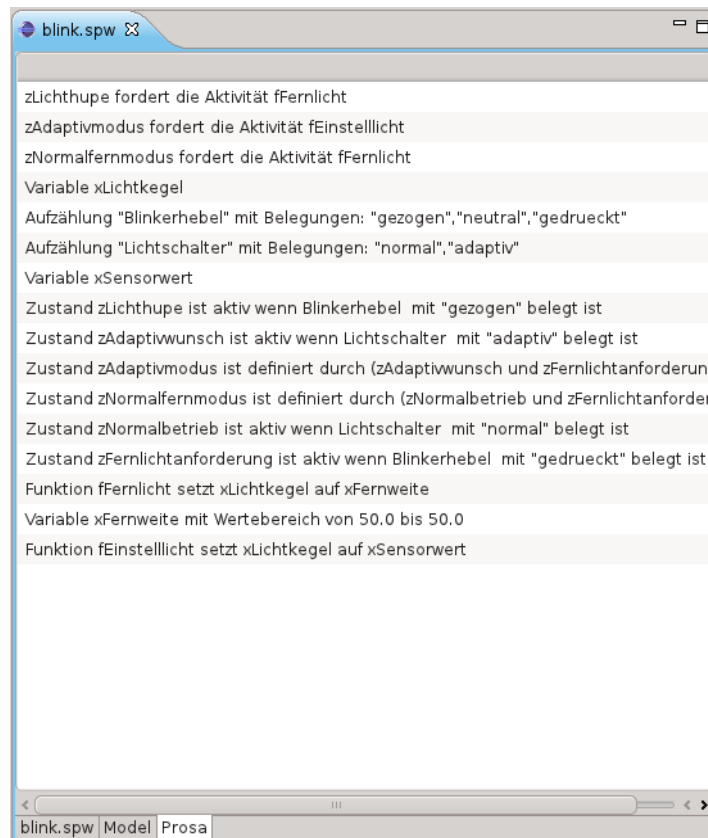 blink.spw
zLichthupe fordert die Aktivität fFernlicht
zAdaptivmodus fordert die Aktivität fEinstelllicht
zNormalfernmodus fordert die Aktivität fFernlicht
Variable xLichtkegel
Aufzählung "Blinkerhebel" mit Belegungen: "gezogen","neutral","gedrueckt"
Aufzählung "Lichtschalter" mit Belegungen: "normal","adaptiv"
Variable xSensorwert
Zustand zLichthupe ist aktiv wenn Blinkerhebel mit "gezogen" belegt ist
Zustand zAdaptivwunsch ist aktiv wenn Lichtschalter mit "adaptiv" belegt ist
Zustand zAdaptivmodus ist definiert durch (zAdaptivwunsch und zFernlichtanforderun
Zustand zNormalfernmodus ist definiert durch (zNormalbetrieb und zFernlichtanforder
Zustand zNormalbetrieb ist aktiv wenn Lichtschalter mit "normal" belegt ist
Zustand zFernlichtanforderung ist aktiv wenn Blinkerhebel mit "gedrueckt" belegt ist
Funktion fFernlicht setzt xLichtkegel auf xFernweite
Variable xFernweite mit Wertebereich von 50.0 bis 50.0
Funktion fEinstelllicht setzt xLichtkegel auf xSensorwert
blink.spw Model Prosa